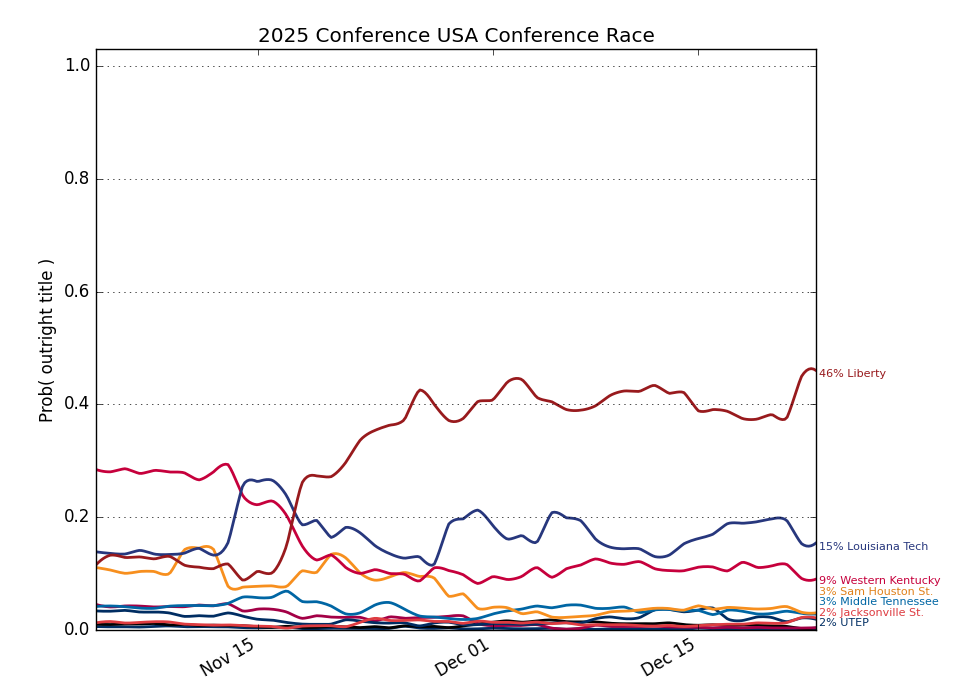 2025 Conference USA Conference Race
1.0
0.8
0.6
0.4
0.2
0.0
Prob( outright title )
46% Liberty
15% Louisiana Tech
9% Western Kentucky
3% Sam Houston St.
3% Middle Tennessee
2% Jacksonville St.
2% UTEP
Nov 15
Dec 01
Dec 15